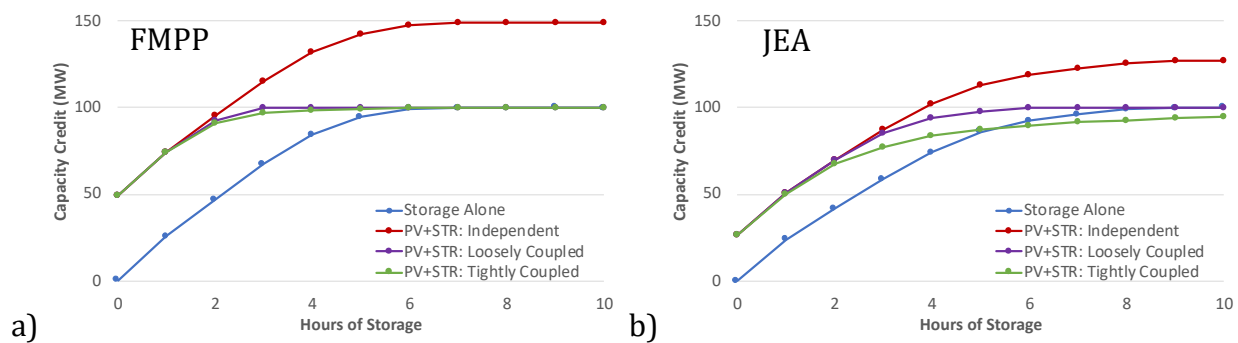 FMPP
Capacity Credit (MW)
150
100
50
0
0 2 4 6 8 10
Hours of Storage
Storage Alone
PV+STR: Independent
PV+STR: Loosely Coupled
PV+STR: Tightly Coupled
a)
JEA
Capacity Credit (MW)
150
100
50
0
0 2 4 6 8 10
Hours of Storage
Storage Alone
PV+STR: Independent
PV+STR: Loosely Coupled
PV+STR: Tightly Coupled
b)